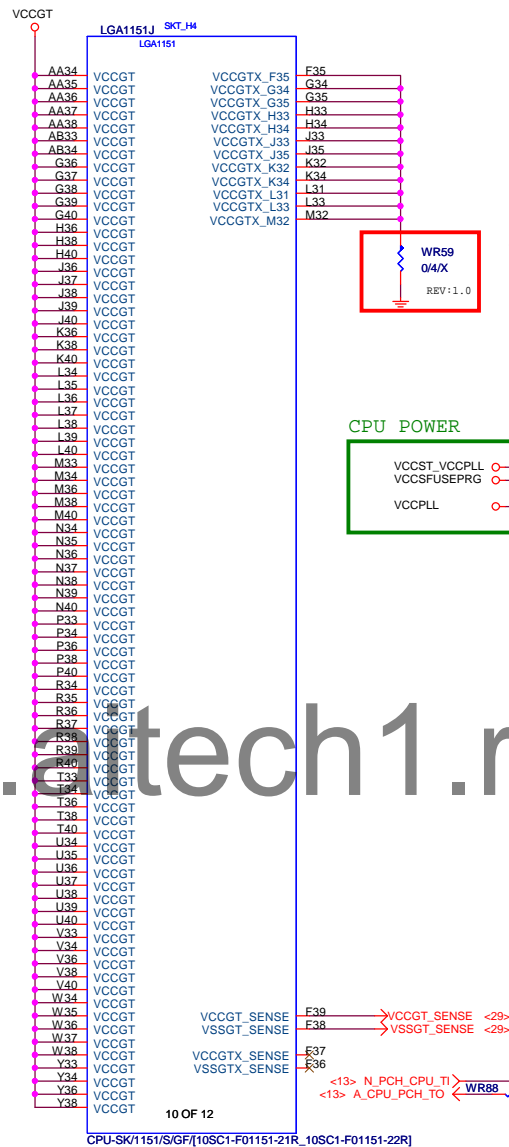 VCCGT
LGA1151J SKT_H4
LGA1151
AA34 VCCGT VCCGTX_F35 F35
AA35 VCCGT VCCGTX_G34 G34
AA36 VCCGT VCCGTX_G35 G35
AA37 VCCGT VCCGTX_H33 H33
AA38 VCCGT VCCGTX_H34 H34
AB33 VCCGT VCCGTX_J33 J33
AB34 VCCGT VCCGTX_J35 J35
G36 VCCGT VCCGTX_K32 K32
G37 VCCGT VCCGTX_K34 K34
G38 VCCGT VCCGTX_L31 L31
G39 VCCGT VCCGTX_L33 L33
G40 VCCGT VCCGTX_M32 M32
H36 VCCGT
H38 VCCGT
H40 VCCGT
J36 VCCGT
J37 VCCGT
J38 VCCGT
J39 VCCGT
J40 VCCGT
K36 VCCGT
K38 VCCGT
K40 VCCGT
L34 VCCGT
L35 VCCGT
L36 VCCGT
L37 VCCGT
L38 VCCGT
L39 VCCGT
L40 VCCGT
M33 VCCGT
M34 VCCGT
M36 VCCGT
M38 VCCGT
M40 VCCGT
N34 VCCGT
N35 VCCGT
N36 VCCGT
N37 VCCGT
N38 VCCGT
N39 VCCGT
N40 VCCGT
P33 VCCGT
P34 VCCGT
P36 VCCGT
P38 VCCGT
P40 VCCGT
R34 VCCGT
R35 VCCGT
R36 VCCGT
R37 VCCGT
R38 VCCGT
R39 VCCGT
R40 VCCGT
T33 VCCGT
T34 VCCGT
T36 VCCGT
T38 VCCGT
T40 VCCGT
U34 VCCGT
U35 VCCGT
U36 VCCGT
U37 VCCGT
U38 VCCGT
U39 VCCGT
U40 VCCGT
V33 VCCGT
V34 VCCGT
V36 VCCGT
V38 VCCGT
V40 VCCGT
W34 VCCGT
W35 VCCGT VCCGT_SENSE F39 VCCGT_SENSE <29>
W36 VCCGT VSSGT_SENSE F38 VSSGT_SENSE <29>
W37 VCCGT
W38 VCCGT VCCGTX_SENSE F37
Y33 VCCGT VSSGTX_SENSE F36
Y34 VCCGT
Y36 VCCGT
Y38 VCCGT
10 OF 12
CPU-SK/1151/S/GF/[10SC1-F01151-21R_10SC1-F01151-22R]
WR59
0/4/X
REV:1.0
CPU POWER
VCCST_VCCPLL
VCCSFUSEPRG
VCCPLL
<13> N_PCH_CPU_TI
<13> A_CPU_PCH_TO WR88
.aitech1.r